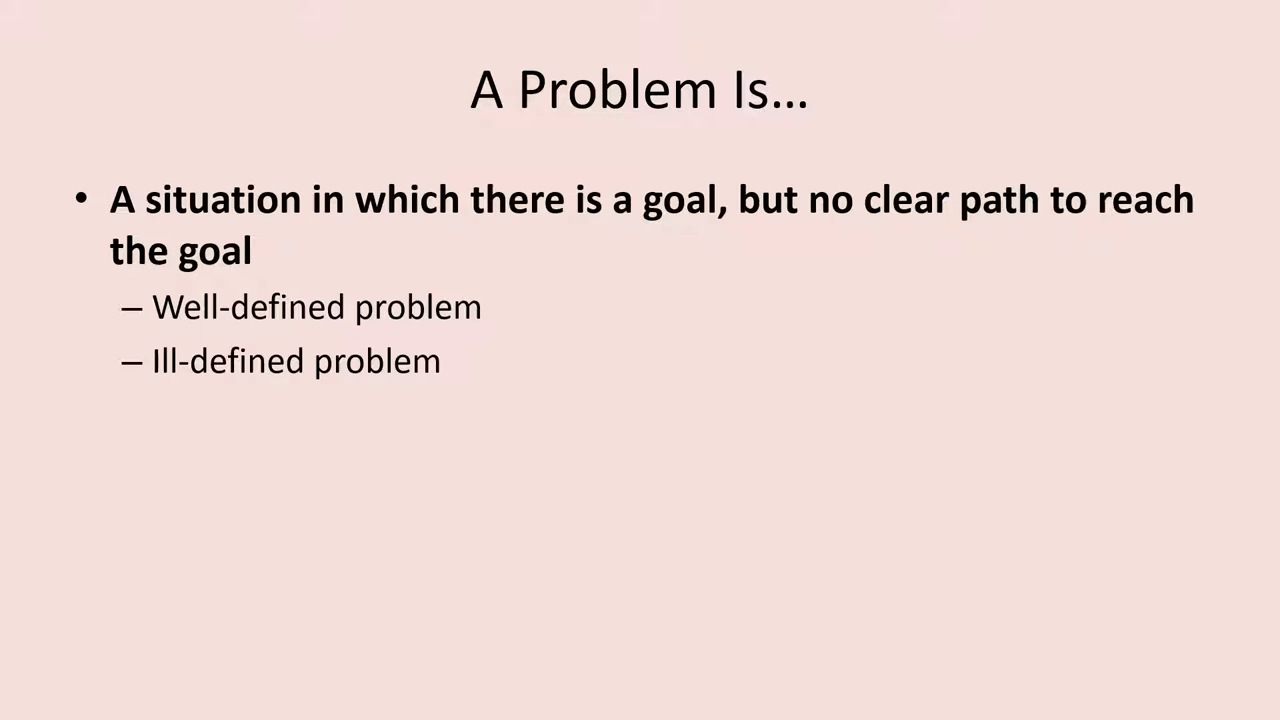 A Problem Is…
• A situation in which there is a goal, but no clear path to reach
the goal
– Well-defined problem
– Ill-defined problem